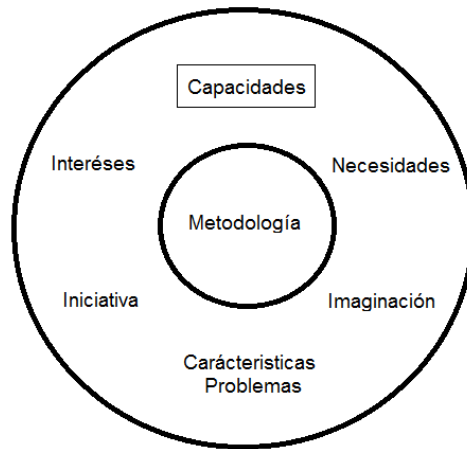 Capacidades
Interéses
Necesidades
Metodología
Iniciativa
Imaginación
Carácteristicas
Problemas